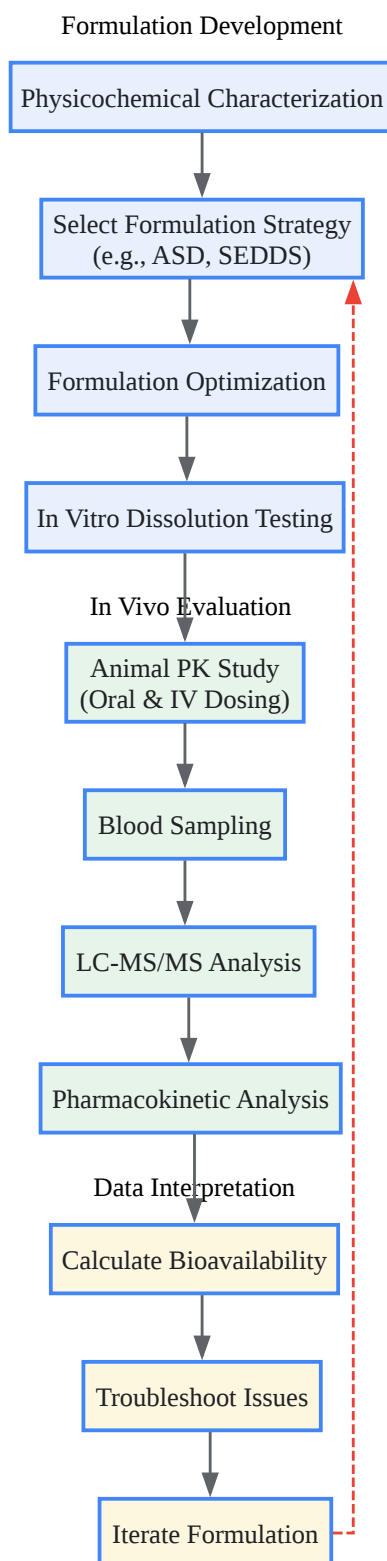 Formulation Development
Physicochemical Characterization
Select Formulation Strategy
(e.g., ASD, SEDDS)
Formulation Optimization
In Vitro Dissolution Testing
In Vivo Evaluation
Animal PK Study
(Oral & IV Dosing)
Blood Sampling
LC-MS/MS Analysis
Pharmacokinetic Analysis
Data Interpretation
Calculate Bioavailability
Troubleshoot Issues
Iterate Formulation